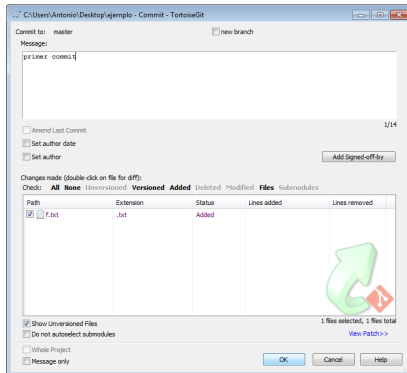 C:\Users\Antonio\Desktop\ejemplo - Commit - TortoiseGit
Commit to: master new branch
Message:
primer commit
1/14
Amend Last Commit
Set author date
Set author Add Signed-off-by
Changes made (double-click on file for diff):
Check: All None Unversioned Versioned Added Deleted Modified Files Submodules
Path Extension Status Lines added Lines removed
f.txt .txt Added
Show Unversioned Files 1 files selected, 1 files total
Do not autoselect submodules View Patch>>
Whole Project
Message only OK Cancel Help